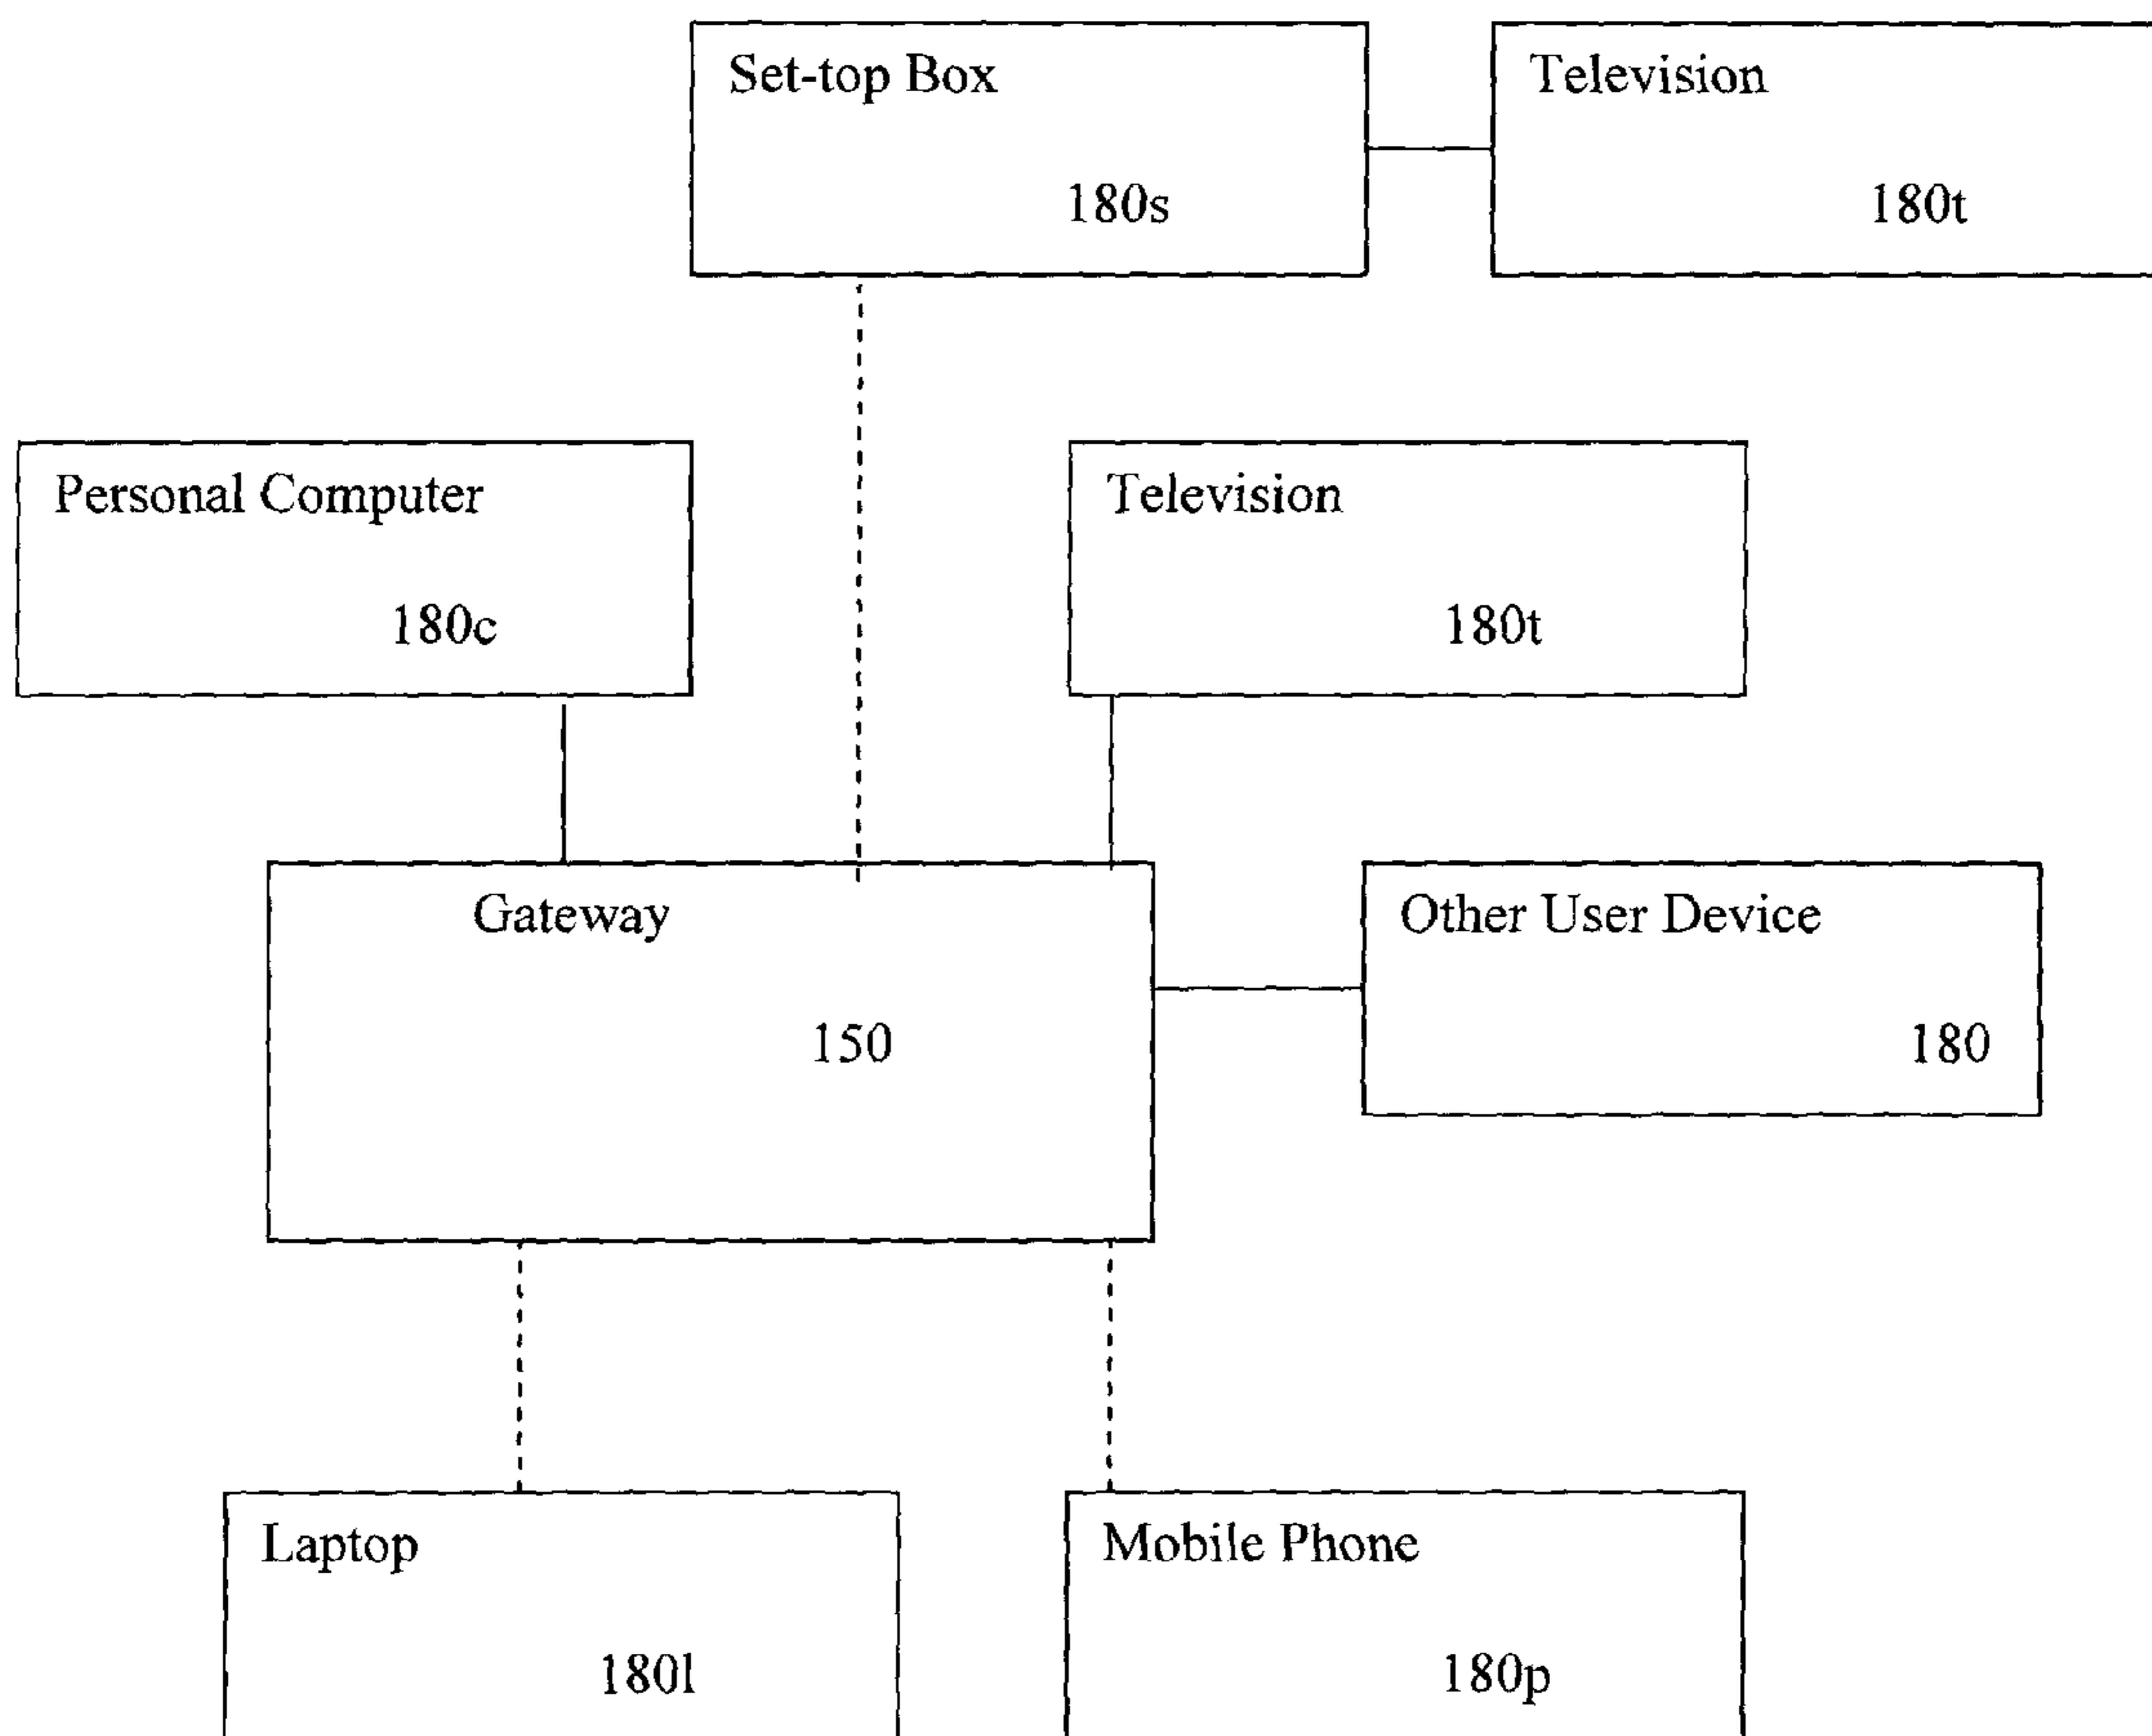 Set-top Box
180s
Television
180t
Personal Computer
180c
Television
180t
Gateway
150
Other User Device
180
Laptop
180l
Mobile Phone
180p